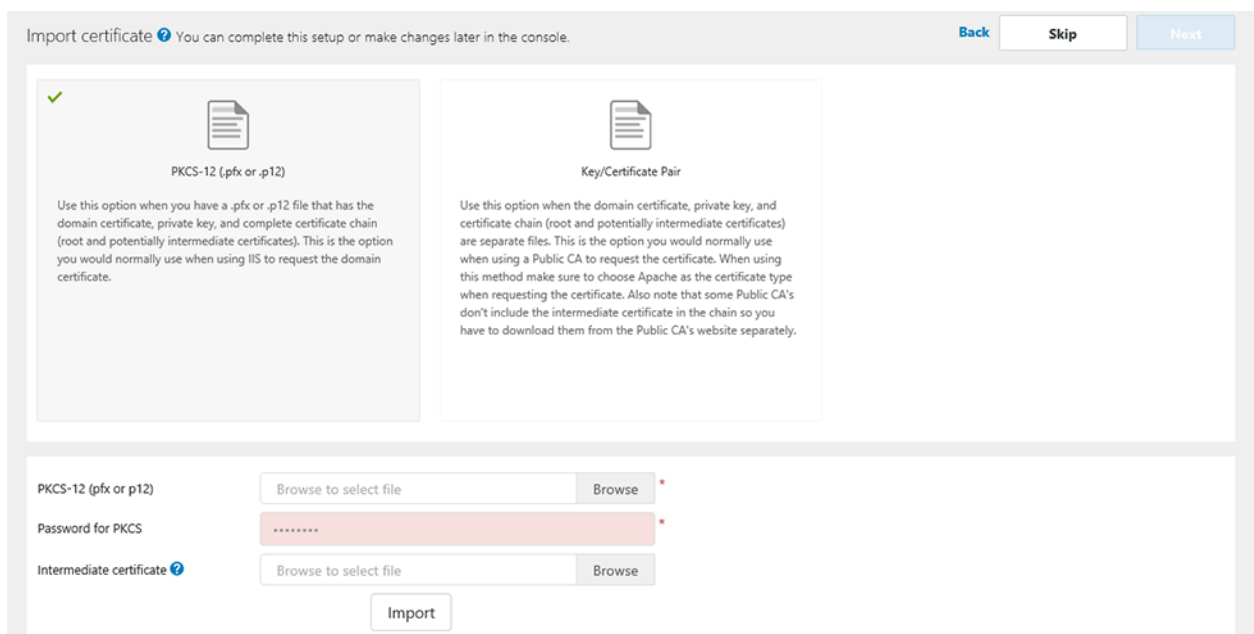 Import certificate ? You can complete this setup or make changes later in the console.
Back
Skip
Next
PKCS-12 (.pfx or .p12)
Use this option when you have a .pfx or .p12 file that has the
domain certificate, private key, and complete certificate chain
(root and potentially intermediate certificates). This is the option
you would normally use when using IIS to request the domain
certificate.
Key/Certificate Pair
Use this option when the domain certificate, private key, and
certificate chain (root and potentially intermediate certificates)
are separate files. This is the option you would normally use
when using a Public CA to request the certificate. When using
this method make sure to choose Apache as the certificate type
when requesting the certificate. Also note that some Public CA's
don't include the intermediate certificate in the chain so you
have to download them from the Public CA's website separately.
PKCS-12 (pfx or p12)
Browse to select file
Browse
*
Password for PKCS
••••••••
*
Intermediate certificate ?
Browse to select file
Browse
Import